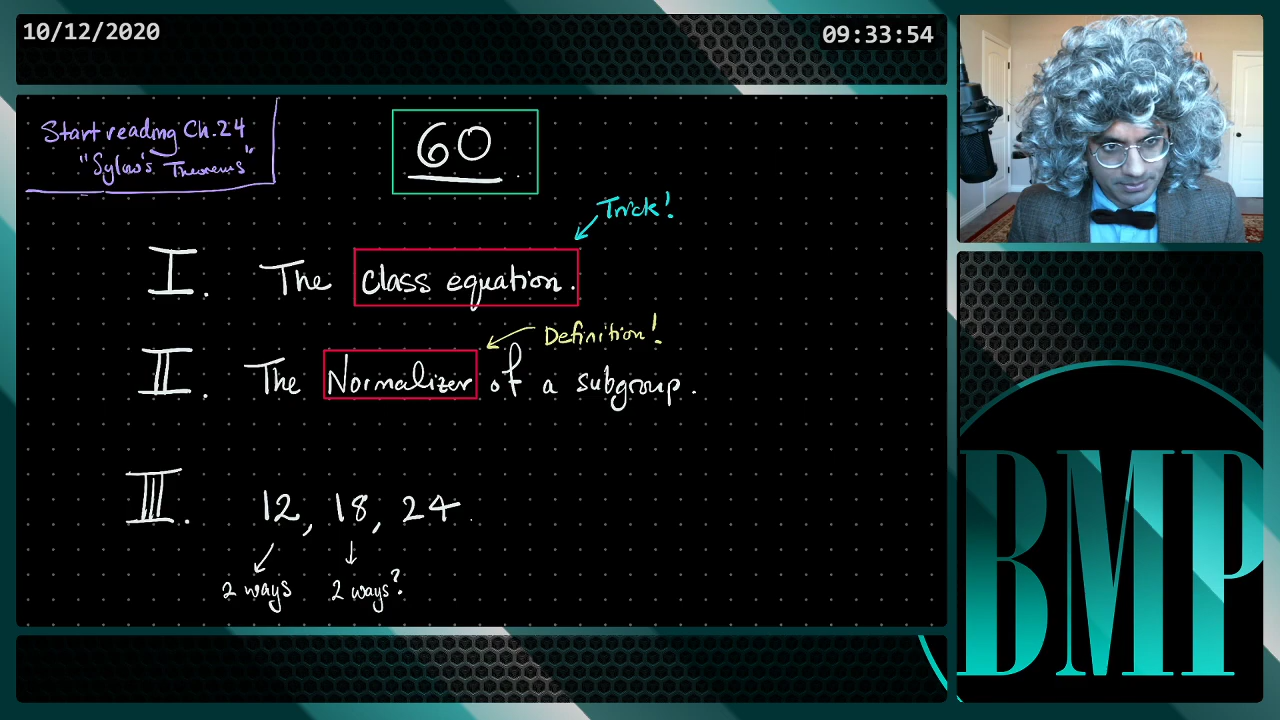 10/12/2020
09:33:54
Start reading Ch.24
"Sylow's Theorems"
60
Trick!
I. The class equation.
Definition!
II. The Normalizer of a subgroup.
III. 12, 18, 24
2 ways 2 ways?
BMP